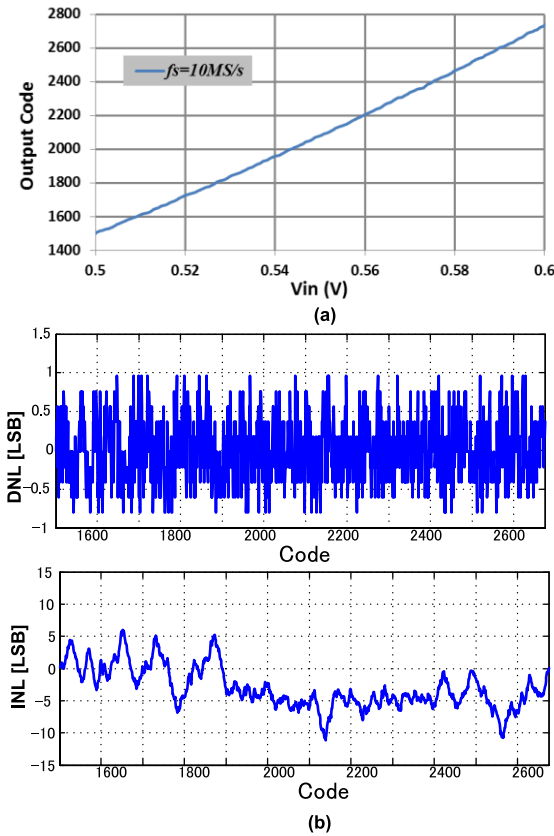 2800
2600
2400
2200
2000
1800
1600
1400
Output Code
fs=10MS/s
0.5 0.52 0.54 0.56 0.58 0.6
Vin (V)
(a)
1.5
1
0.5
0
−0.5
−1
DNL [LSB]
1600 1800 2000 2200 2400 2600
Code
15
10
5
0
−5
−10
−15
INL [LSB]
1600 1800 2000 2200 2400 2600
Code
(b)